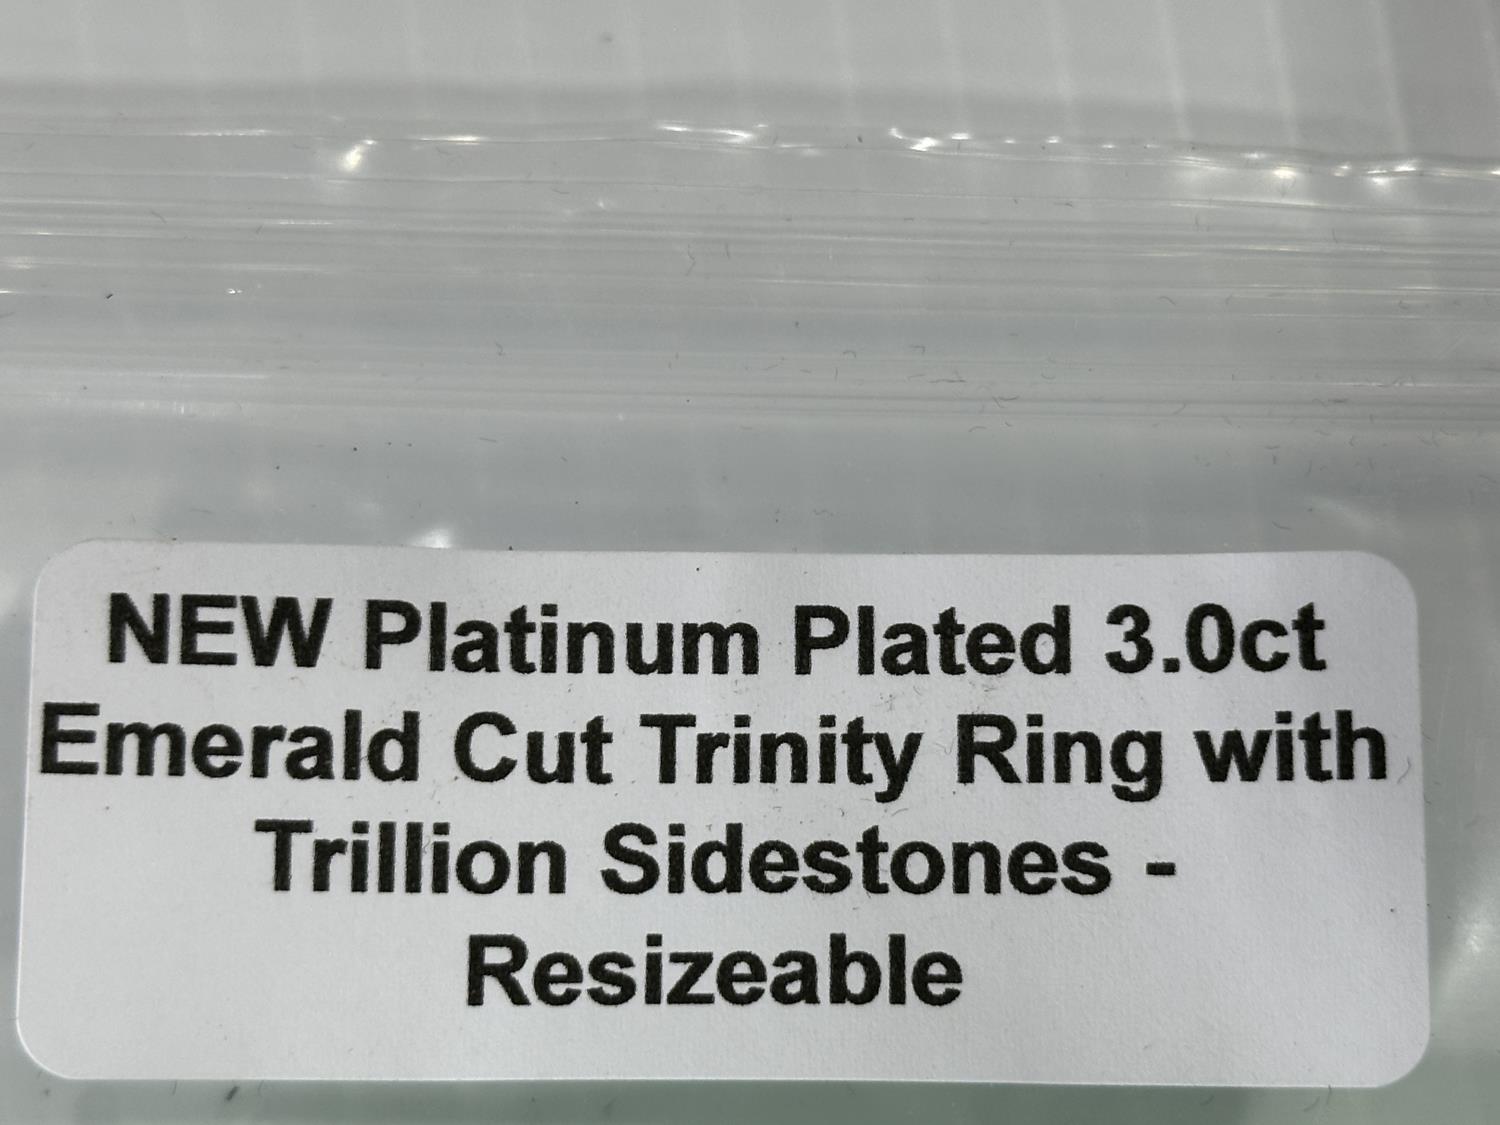 NEW Platinum Plated 3.0ct
Emerald Cut Trinity Ring with
Trillion Sidestones -
Resizeable